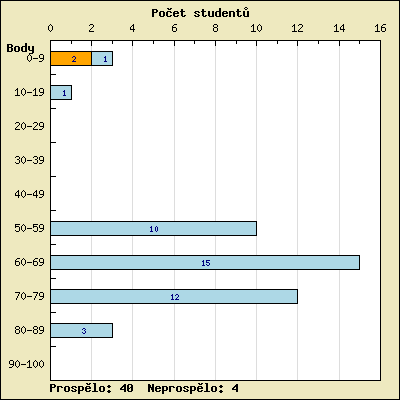 Počet studentů
0 2 4 6 8 10 12 14 16
Body
0-9 2 1
10-19 1
20-29
30-39
40-49
50-59 10
60-69 15
70-79 12
80-89 3
90-100
Prospělo: 40 Neprospělo: 4